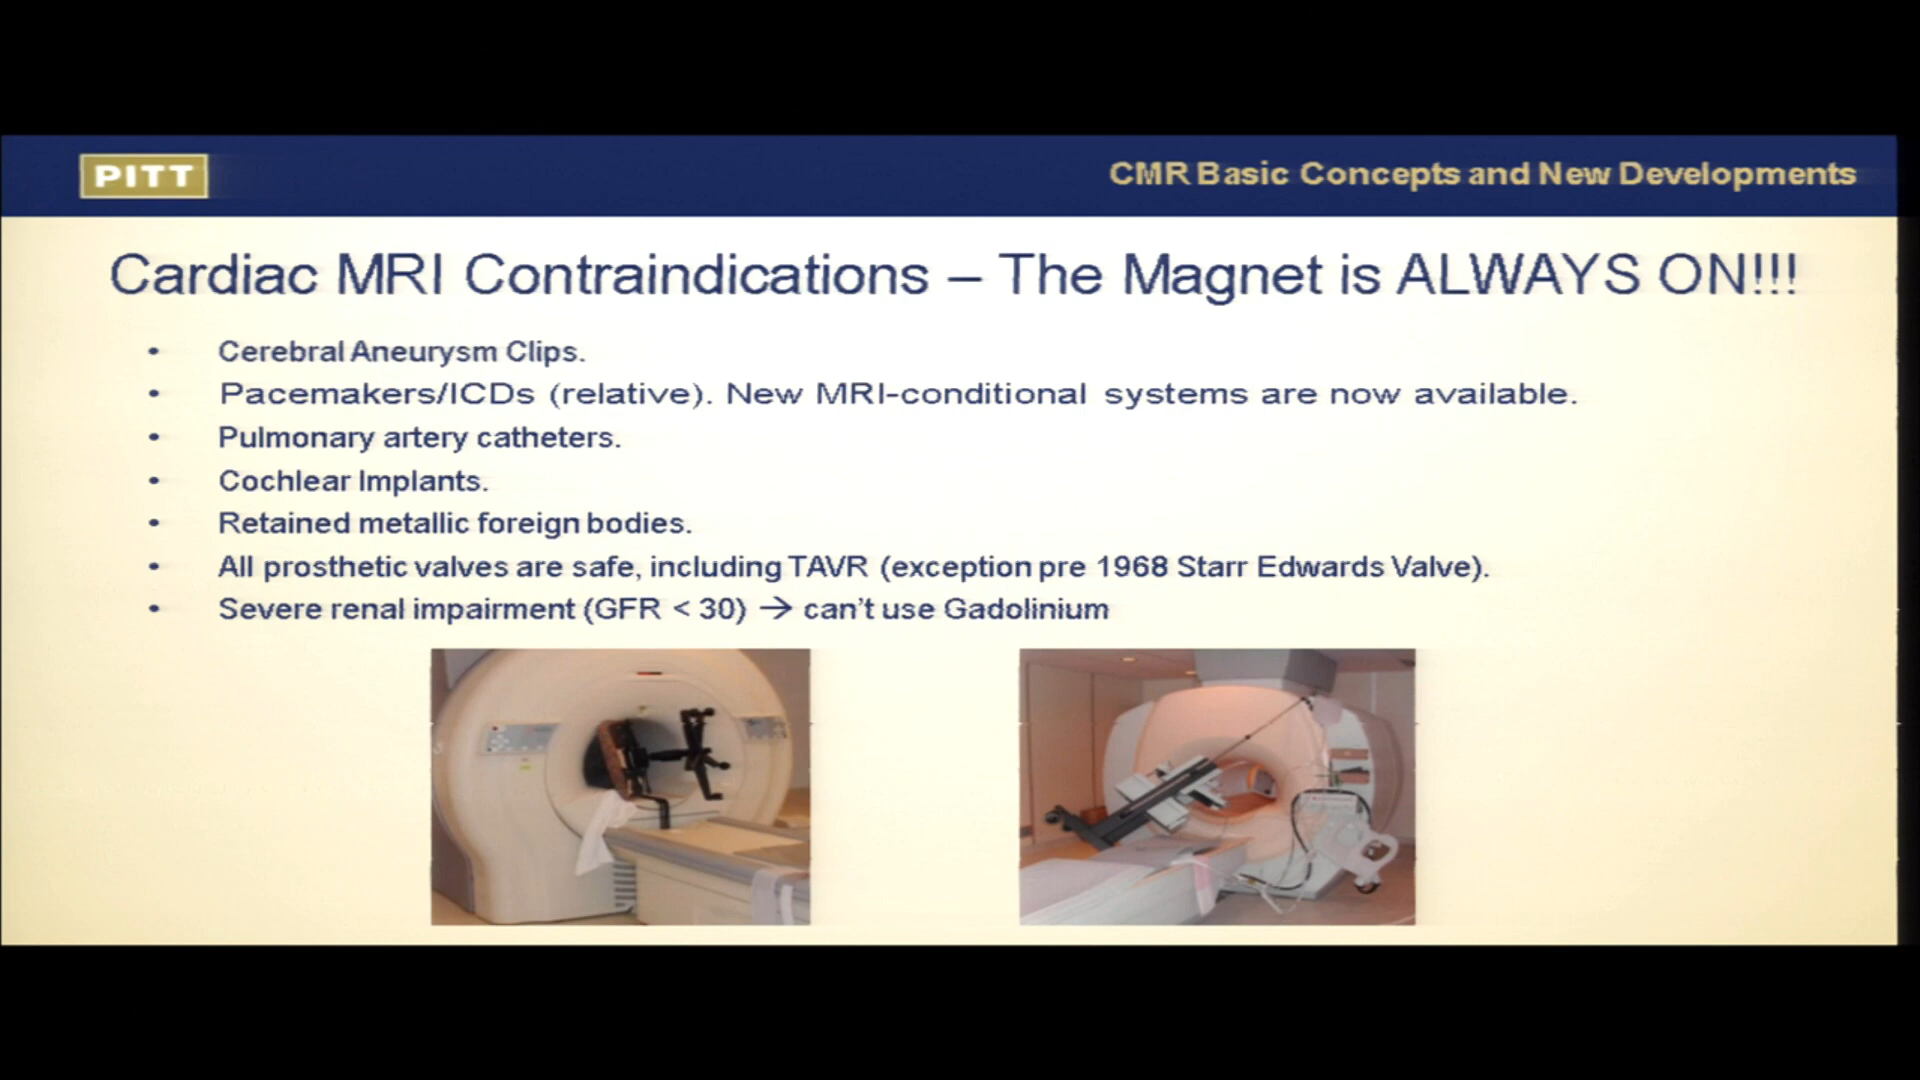 PITT
CMR Basic Concepts and New Developments
Cardiac MRI Contraindications – The Magnet is ALWAYS ON!!!
• Cerebral Aneurysm Clips.
• Pacemakers/ICDs (relative). New MRI-conditional systems are now available.
• Pulmonary artery catheters.
• Cochlear Implants.
• Retained metallic foreign bodies.
• All prosthetic valves are safe, including TAVR (exception pre 1968 Starr Edwards Valve).
• Severe renal impairment (GFR < 30) → can't use Gadolinium